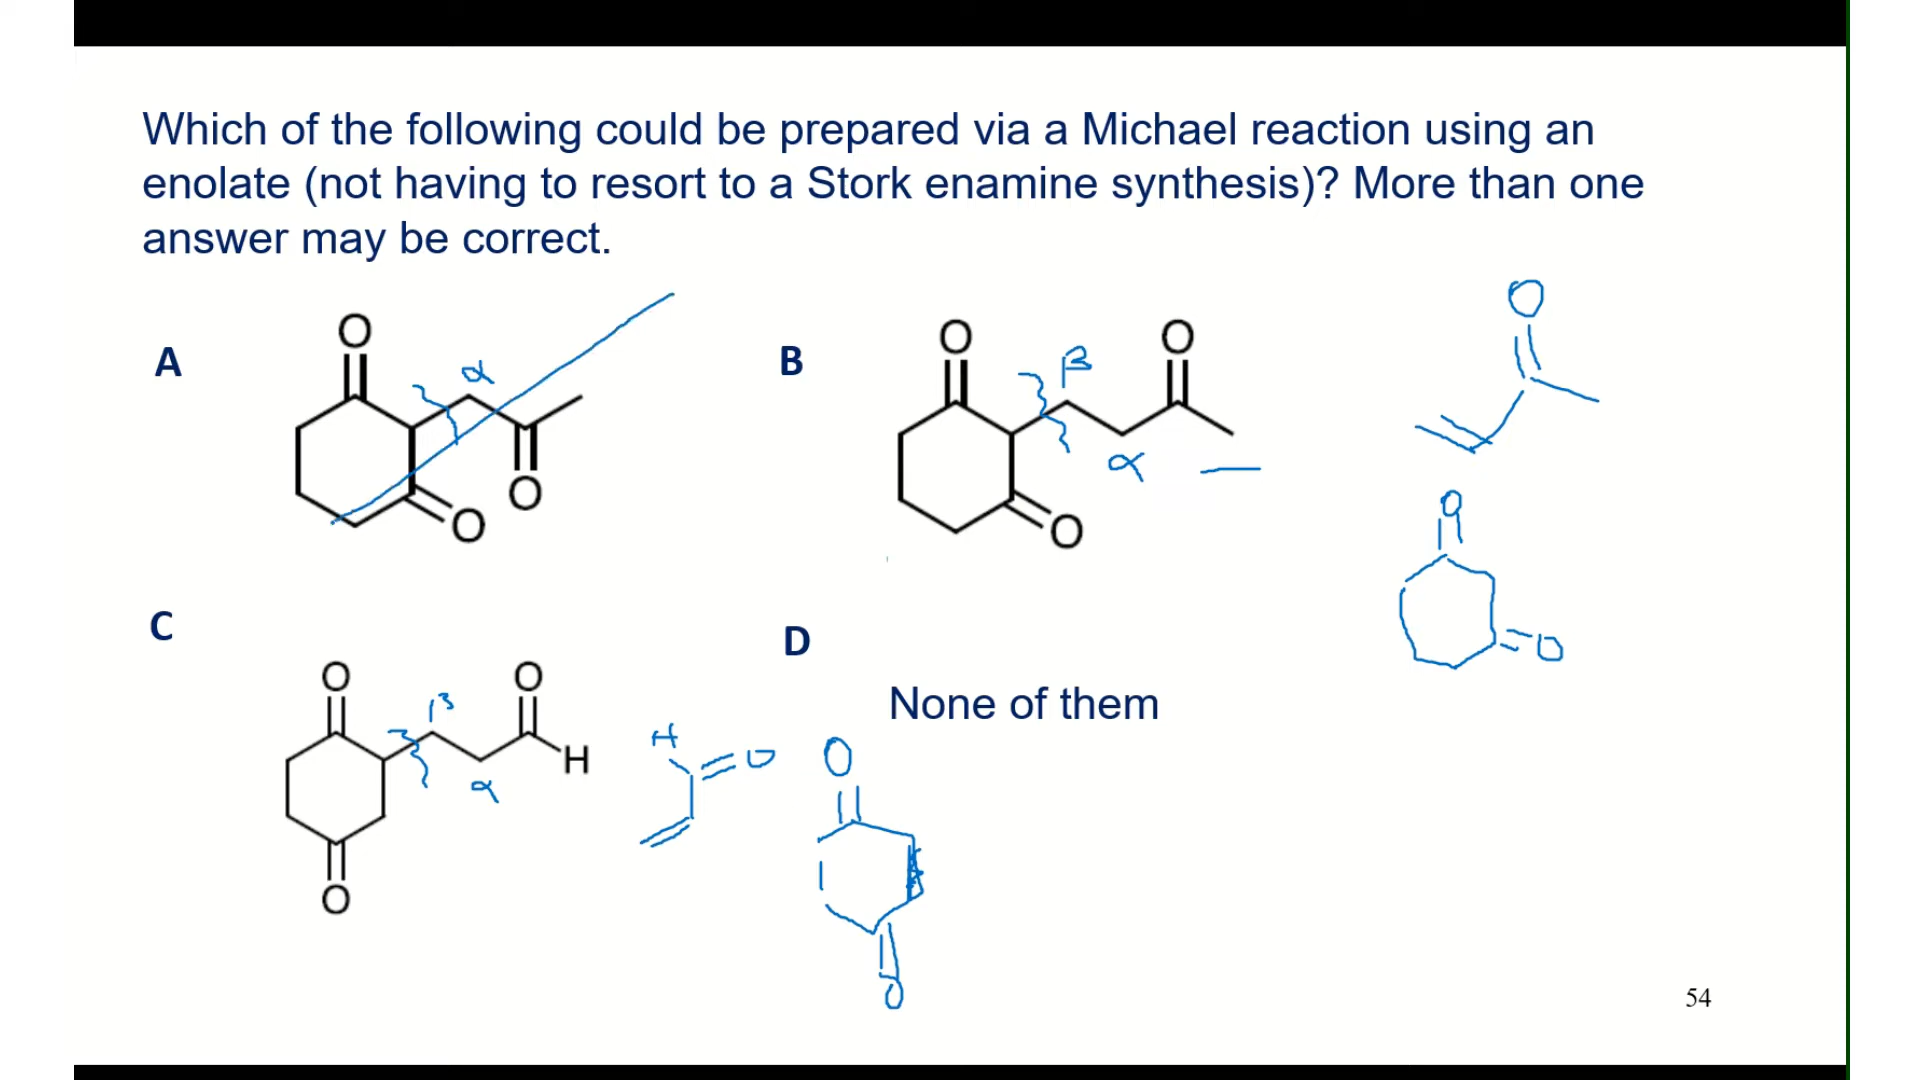 Which of the following could be prepared via a Michael reaction using an
enolate (not having to resort to a Stork enamine synthesis)? More than one
answer may be correct.
A
O
α
O
O
B
O
β
O
α
O
O
O
O
C
O
β
O
H
α
O
H
O
D
None of them
O
O
54